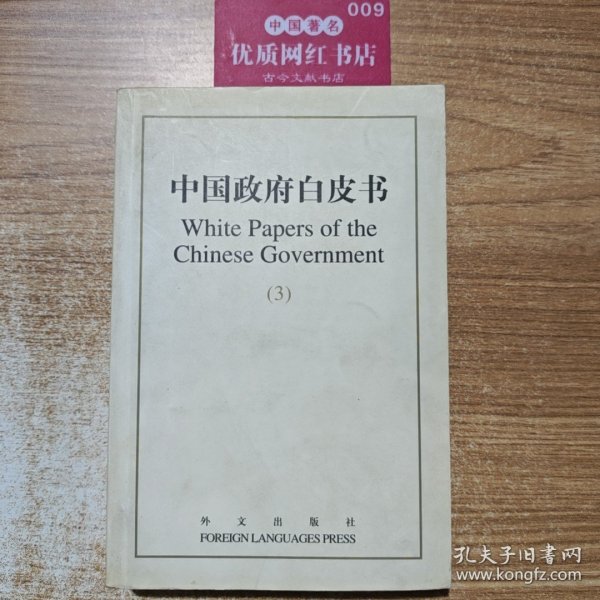 009
中国著名
优质网红书店
古今文献书店
中国政府白皮书
White Papers of the
Chinese Government
(3)
外文出版社
FOREIGN LANGUAGES PRESS
孔夫子旧书网
www.kongfz.com